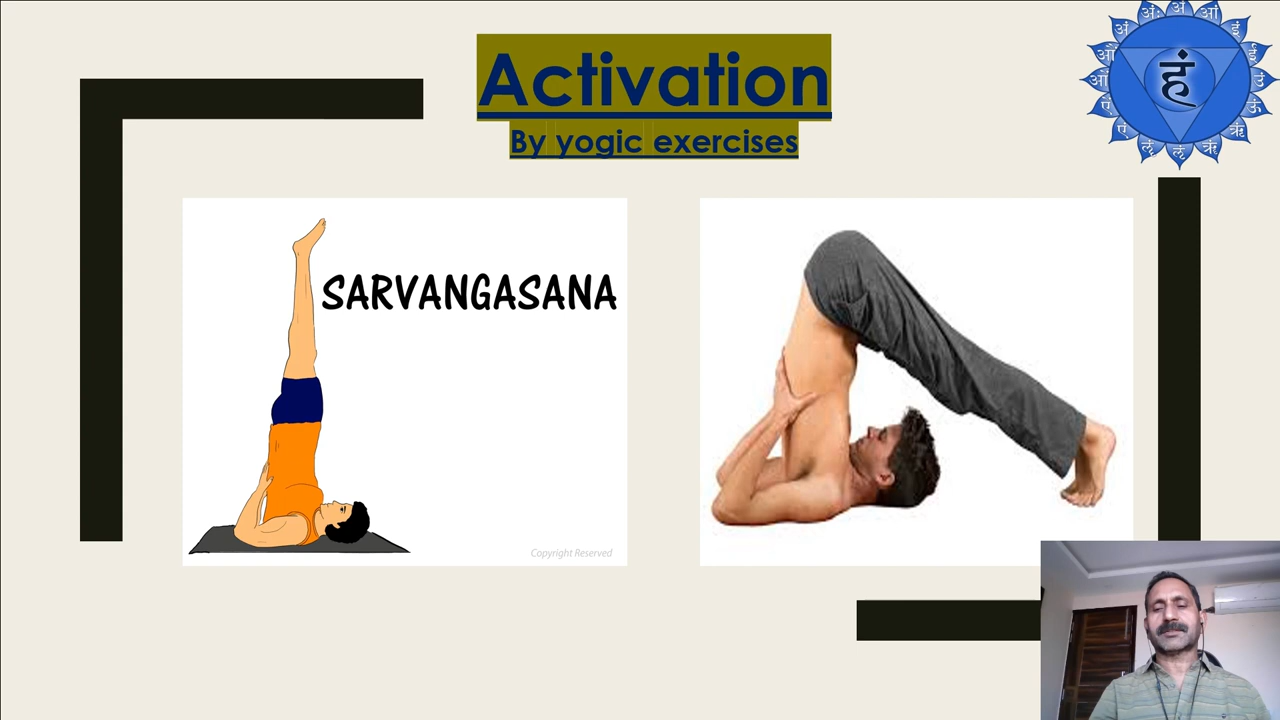 Activation
By yogic exercises
SARVANGASANA
Copyright Reserved
अं
अः
अ
आं
इं
ईं
उं
ऊं
ऋं
ॠं
लृं
एं
हं